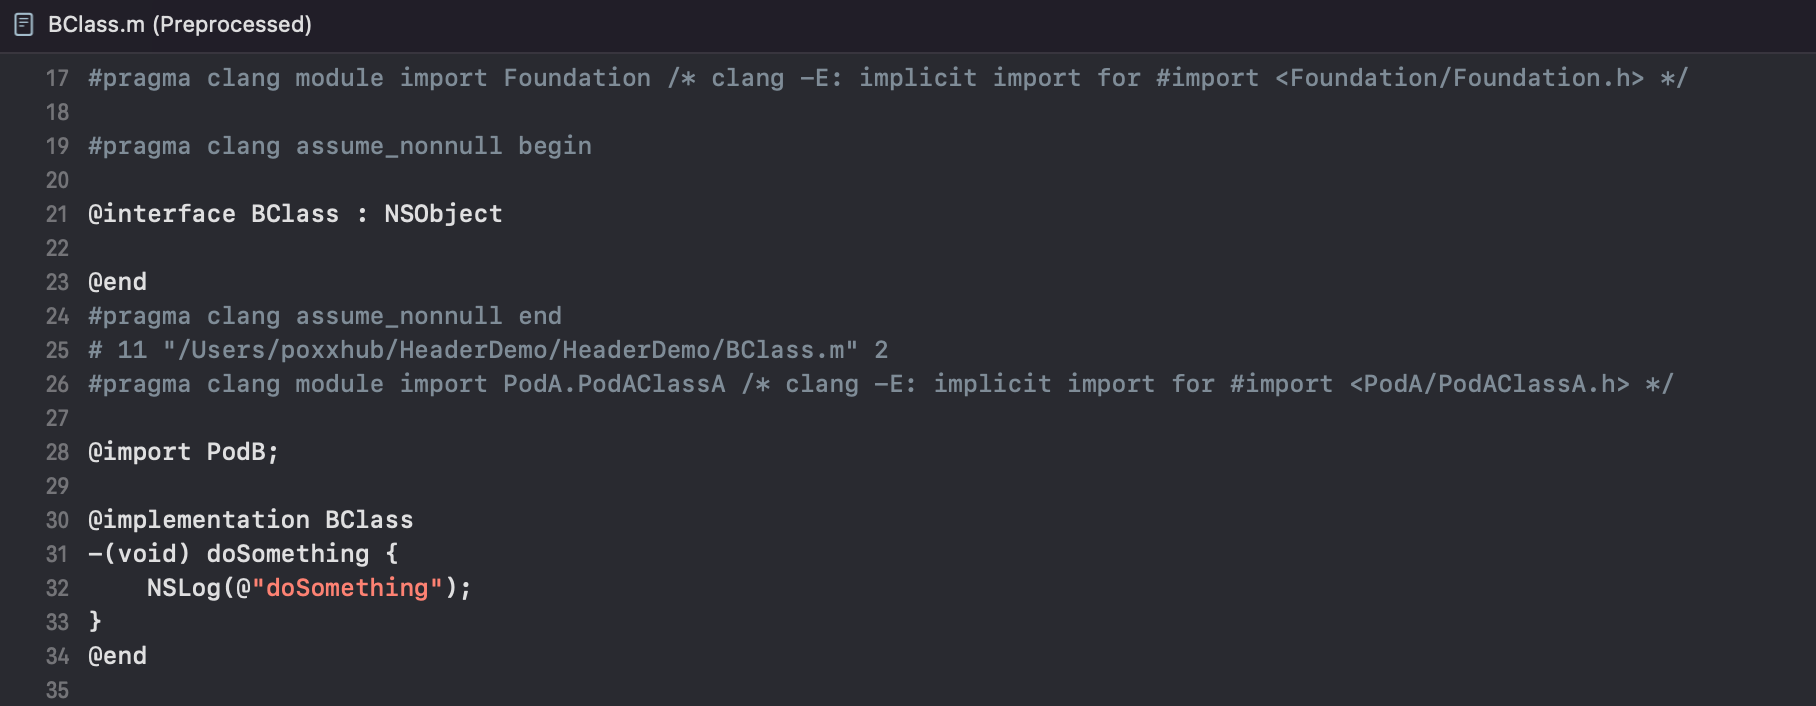 BClass.m (Preprocessed)
17 #pragma clang module import Foundation /* clang -E: implicit import for #import <Foundation/Foundation.h> */
18
19 #pragma clang assume_nonnull begin
20
21 @interface BClass : NSObject
22
23 @end
24 #pragma clang assume_nonnull end
25 # 11 "/Users/poxxhub/HeaderDemo/HeaderDemo/BClass.m" 2
26 #pragma clang module import PodA.PodAClassA /* clang -E: implicit import for #import <PodA/PodAClassA.h> */
27
28 @import PodB;
29
30 @implementation BClass
31 -(void) doSomething {
32     NSLog(@"doSomething");
33 }
34 @end
35